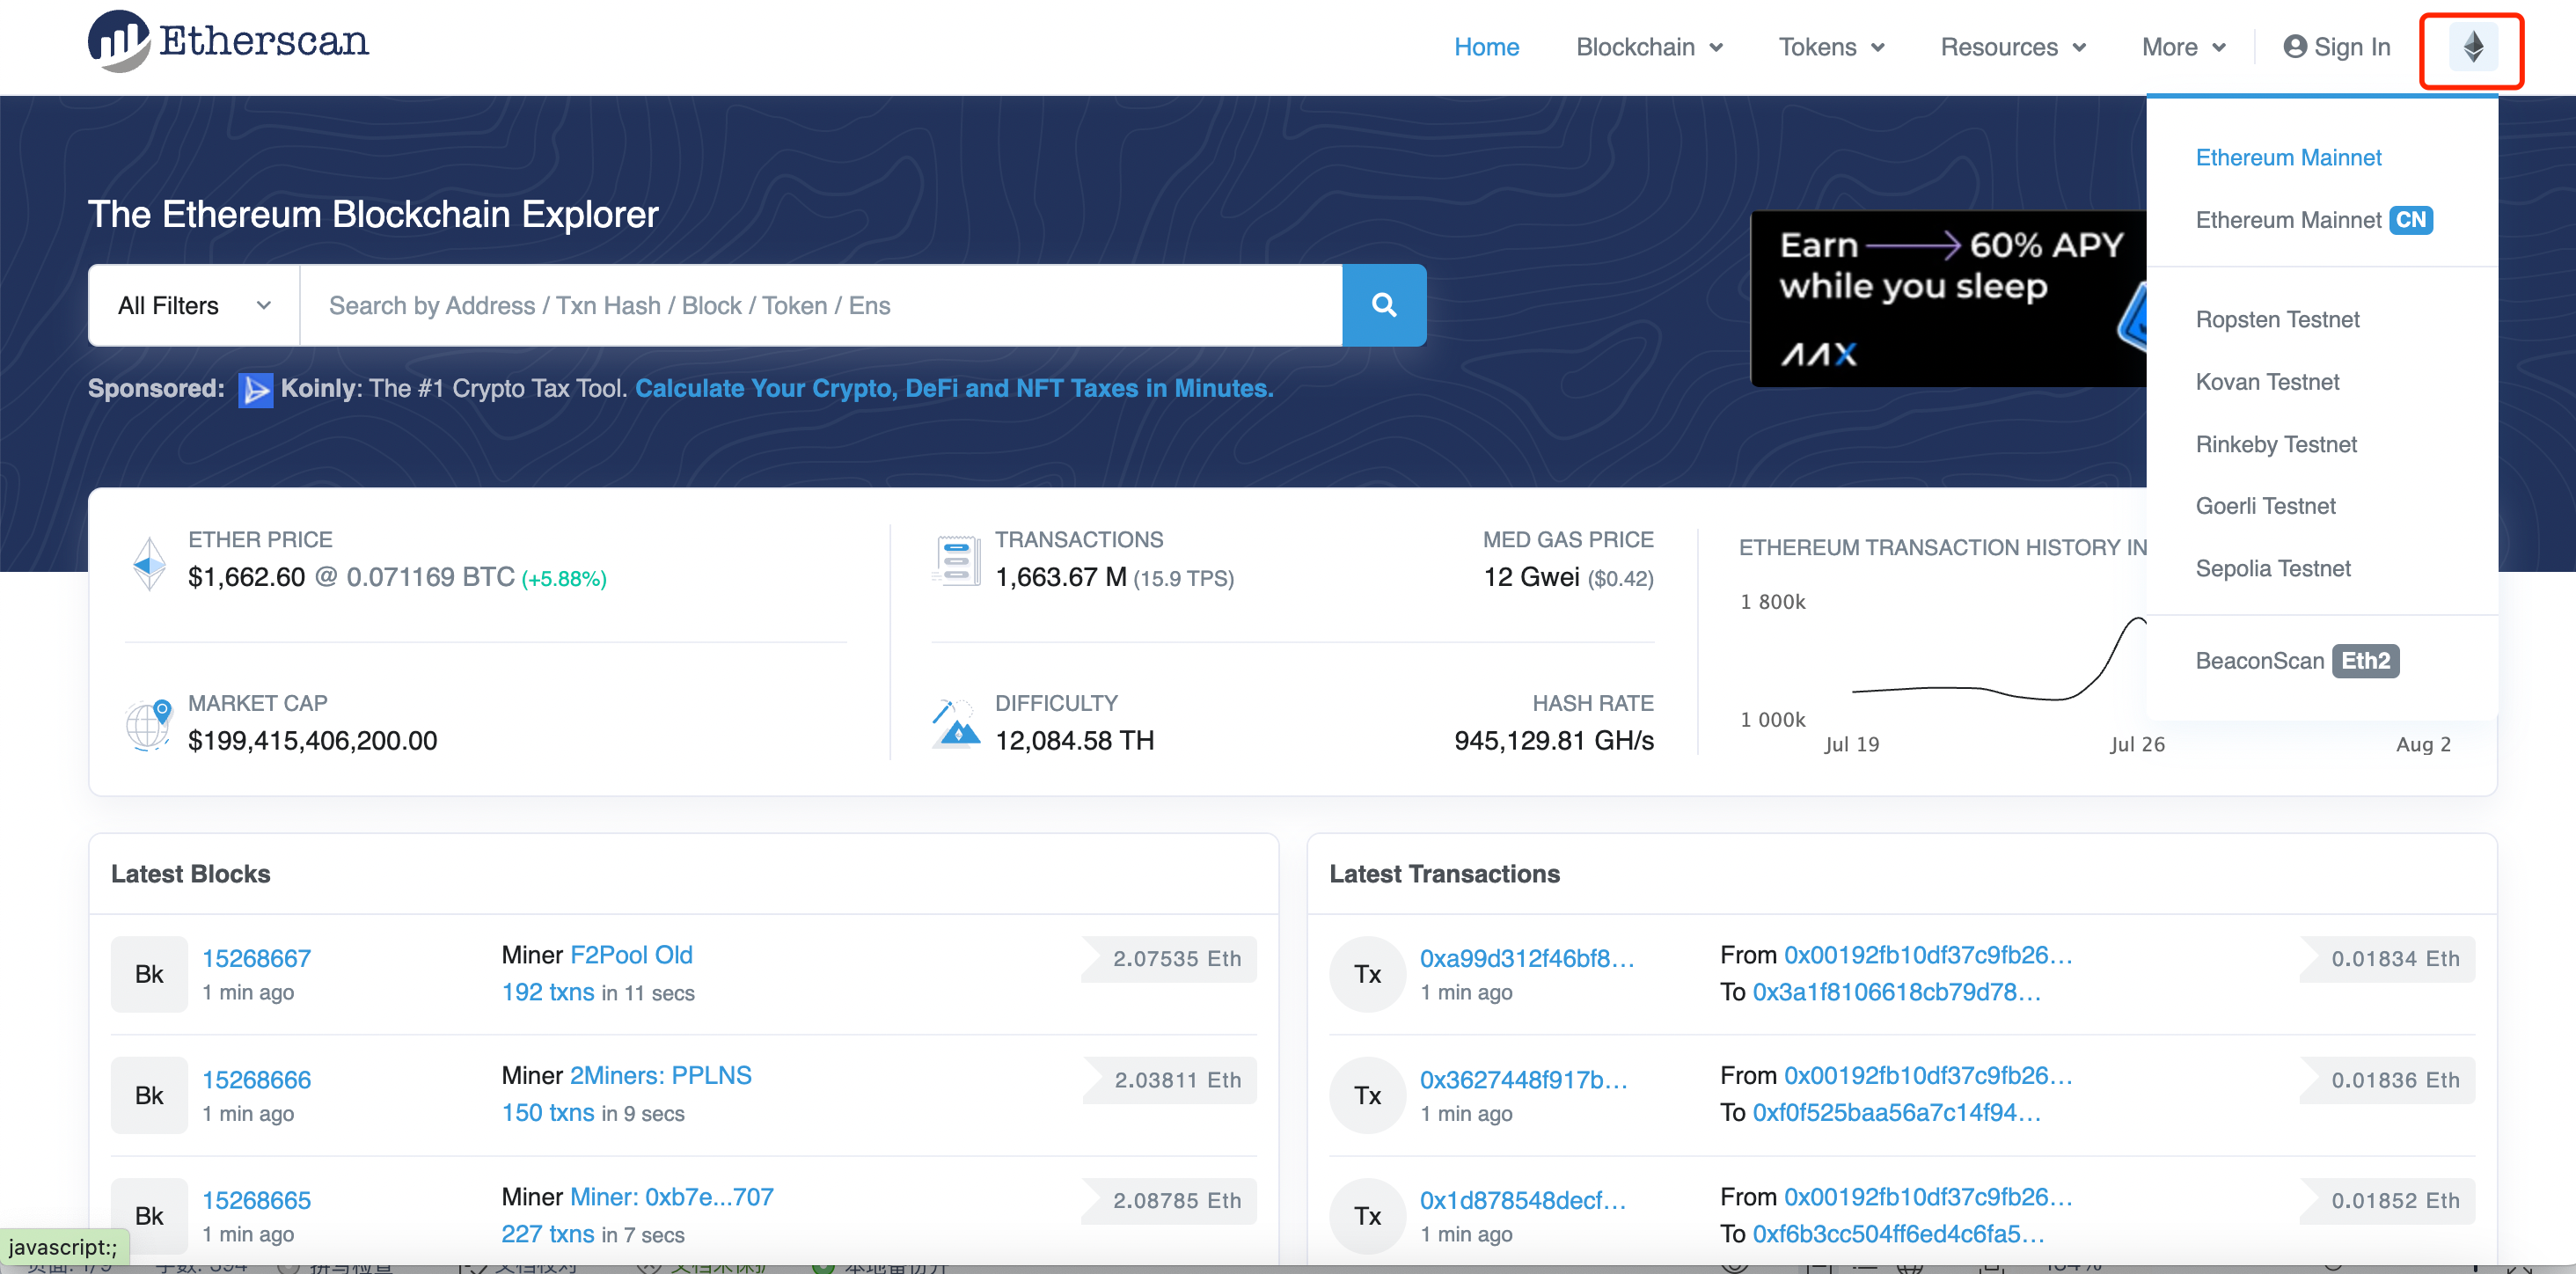 Etherscan
Home Blockchain Tokens Resources More Sign In
Ethereum Mainnet
Ethereum Mainnet CN
Ropsten Testnet
Kovan Testnet
Rinkeby Testnet
Goerli Testnet
Sepolia Testnet
BeaconScan Eth2
The Ethereum Blockchain Explorer
All Filters Search by Address / Txn Hash / Block / Token / Ens
Sponsored: Koinly: The #1 Crypto Tax Tool. Calculate Your Crypto, DeFi and NFT Taxes in Minutes.
Earn 60% APY
while you sleep
AAX
ETHER PRICE
$1,662.60 @ 0.071169 BTC (+5.88%)
MARKET CAP
$199,415,406,200.00
TRANSACTIONS
1,663.67 M (15.9 TPS)
MED GAS PRICE
12 Gwei ($0.42)
DIFFICULTY
12,084.58 TH
HASH RATE
945,129.81 GH/s
ETHEREUM TRANSACTION HISTORY IN
1 800k
1 000k
Jul 19 Jul 26 Aug 2
Latest Blocks
Bk 15268667 Miner F2Pool Old 2.07535 Eth
1 min ago 192 txns in 11 secs
Bk 15268666 Miner 2Miners: PPLNS 2.03811 Eth
1 min ago 150 txns in 9 secs
Bk 15268665 Miner Miner: 0xb7e...707 2.08785 Eth
1 min ago 227 txns in 7 secs
Latest Transactions
Tx 0xa99d312f46bf8... From 0x00192fb10df37c9fb26... 0.01834 Eth
1 min ago To 0x3a1f8106618cb79d78...
Tx 0x3627448f917b... From 0x00192fb10df37c9fb26... 0.01836 Eth
1 min ago To 0xf0f525baa56a7c14f94...
Tx 0x1d878548decf... From 0x00192fb10df37c9fb26... 0.01852 Eth
1 min ago To 0xf6b3cc504ff6ed4c6fa5...
javascript:;